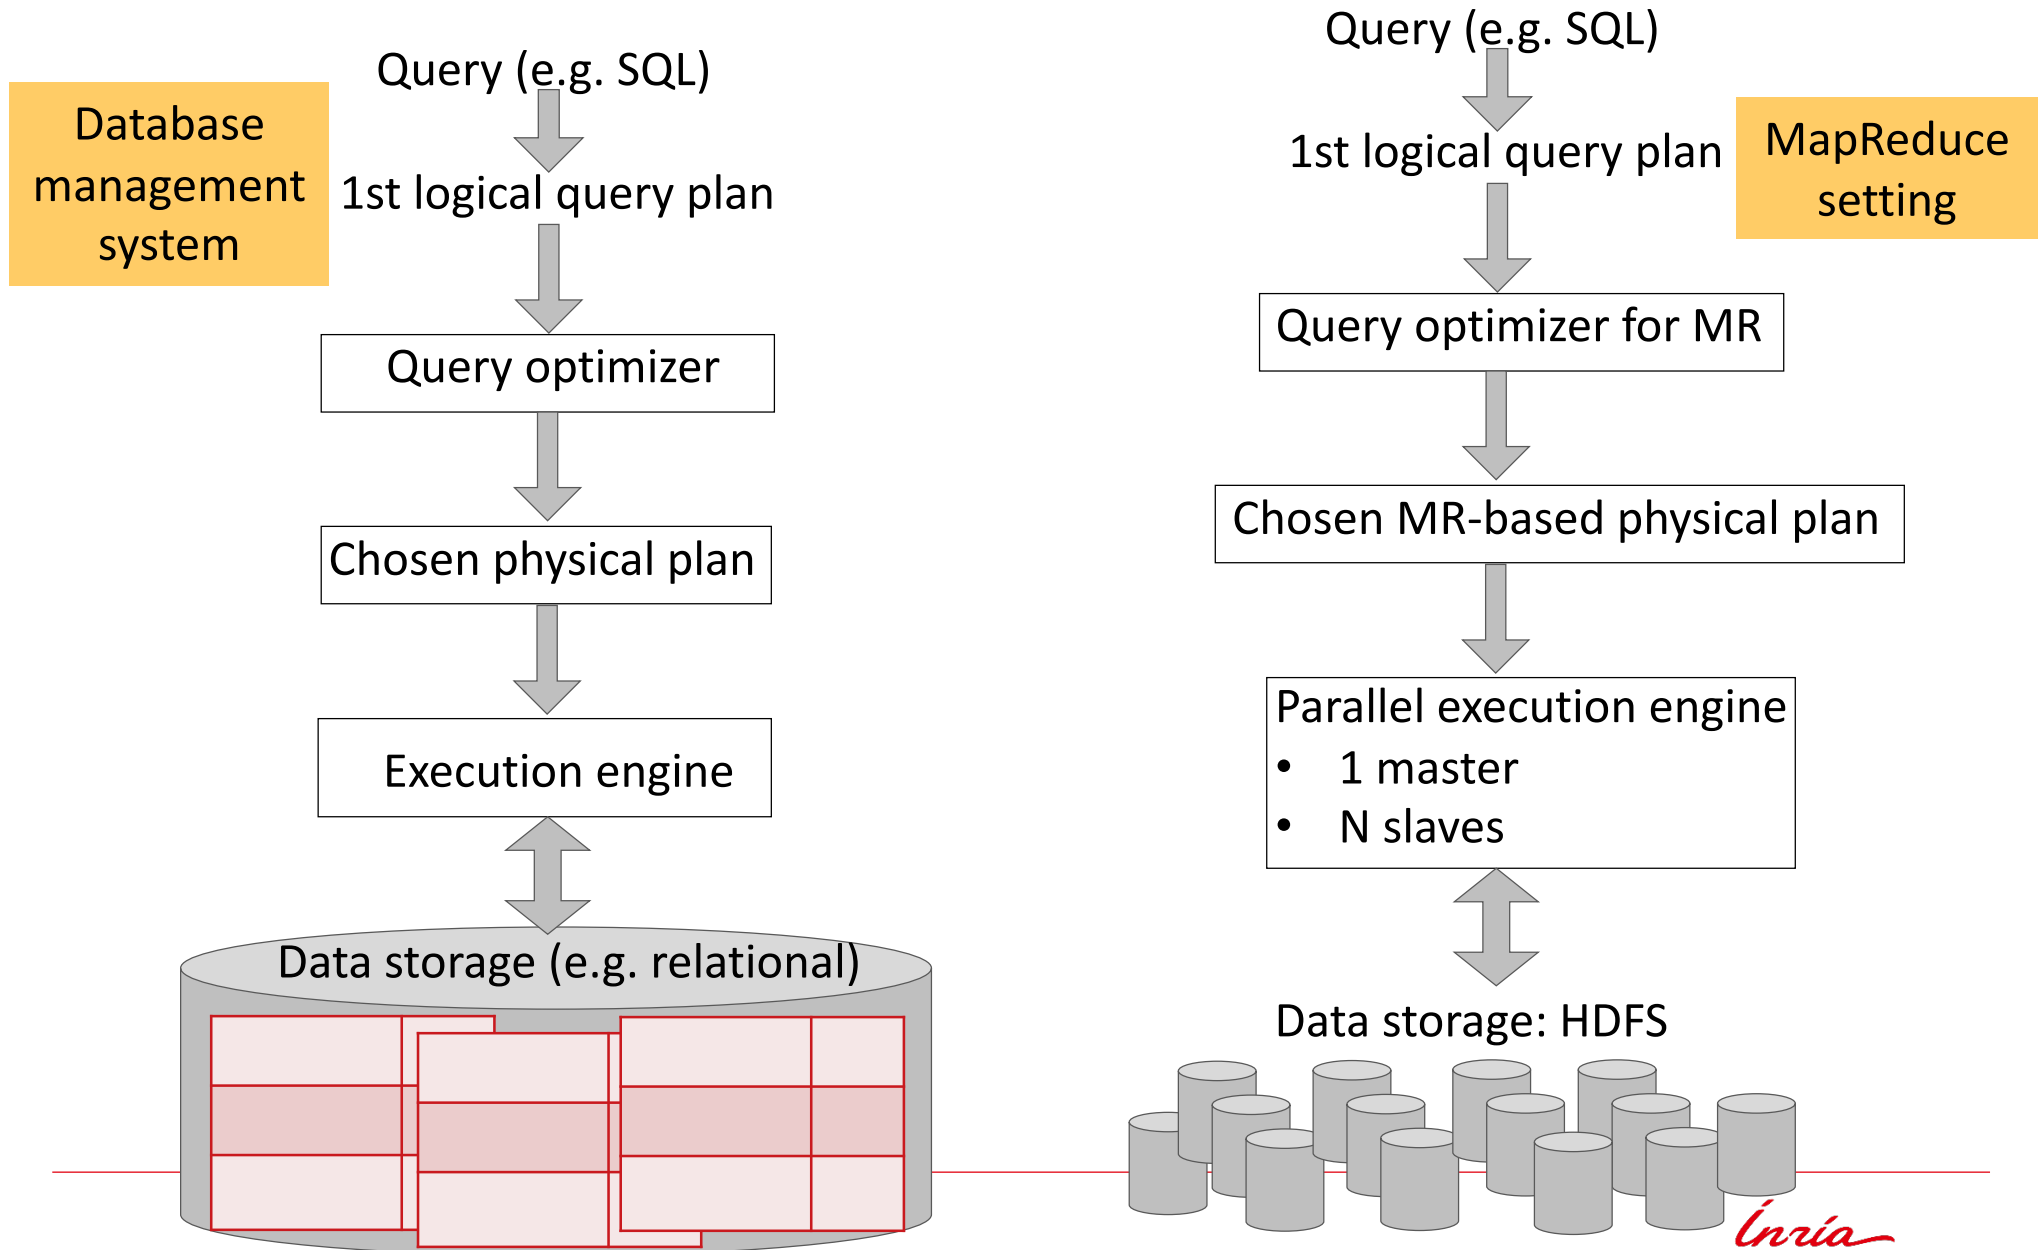 Database
management
system
Query (e.g. SQL)
1st logical query plan
Query optimizer
Chosen physical plan
Execution engine
Data storage (e.g. relational)
Query (e.g. SQL)
1st logical query plan
MapReduce
setting
Query optimizer for MR
Chosen MR-based physical plan
Parallel execution engine
• 1 master
• N slaves
Data storage: HDFS
Inria